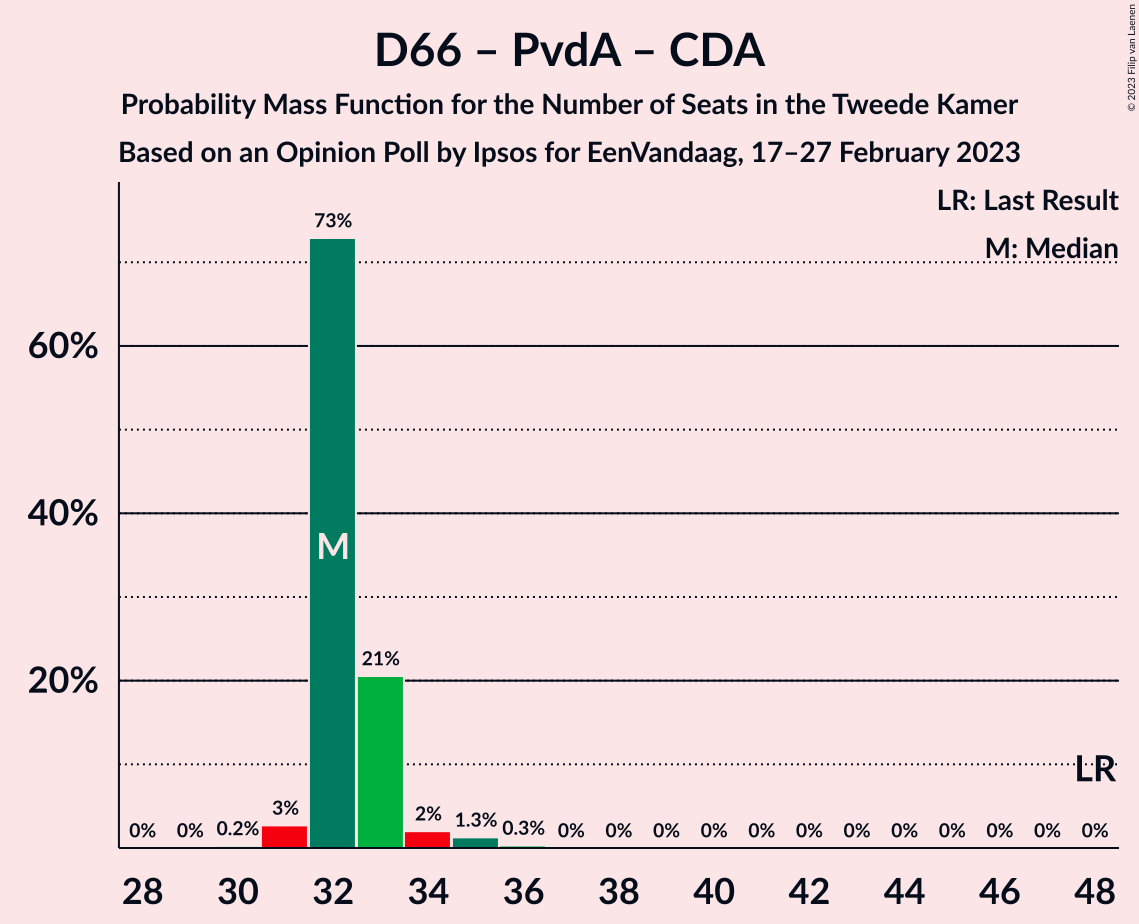 D66 – PvdA – CDA
Probability Mass Function for the Number of Seats in the Tweede Kamer
Based on an Opinion Poll by Ipsos for EenVandaag, 17–27 February 2023
© 2023 Filip van Laenen
LR: Last Result
M: Median
60%
40%
20%
0% 0% 0.2% 3% 73% 21% 2% 1.3% 0.3% 0% 0% 0% 0% 0% 0% 0% 0% 0% 0% 0% 0%
M
LR
28 30 32 34 36 38 40 42 44 46 48